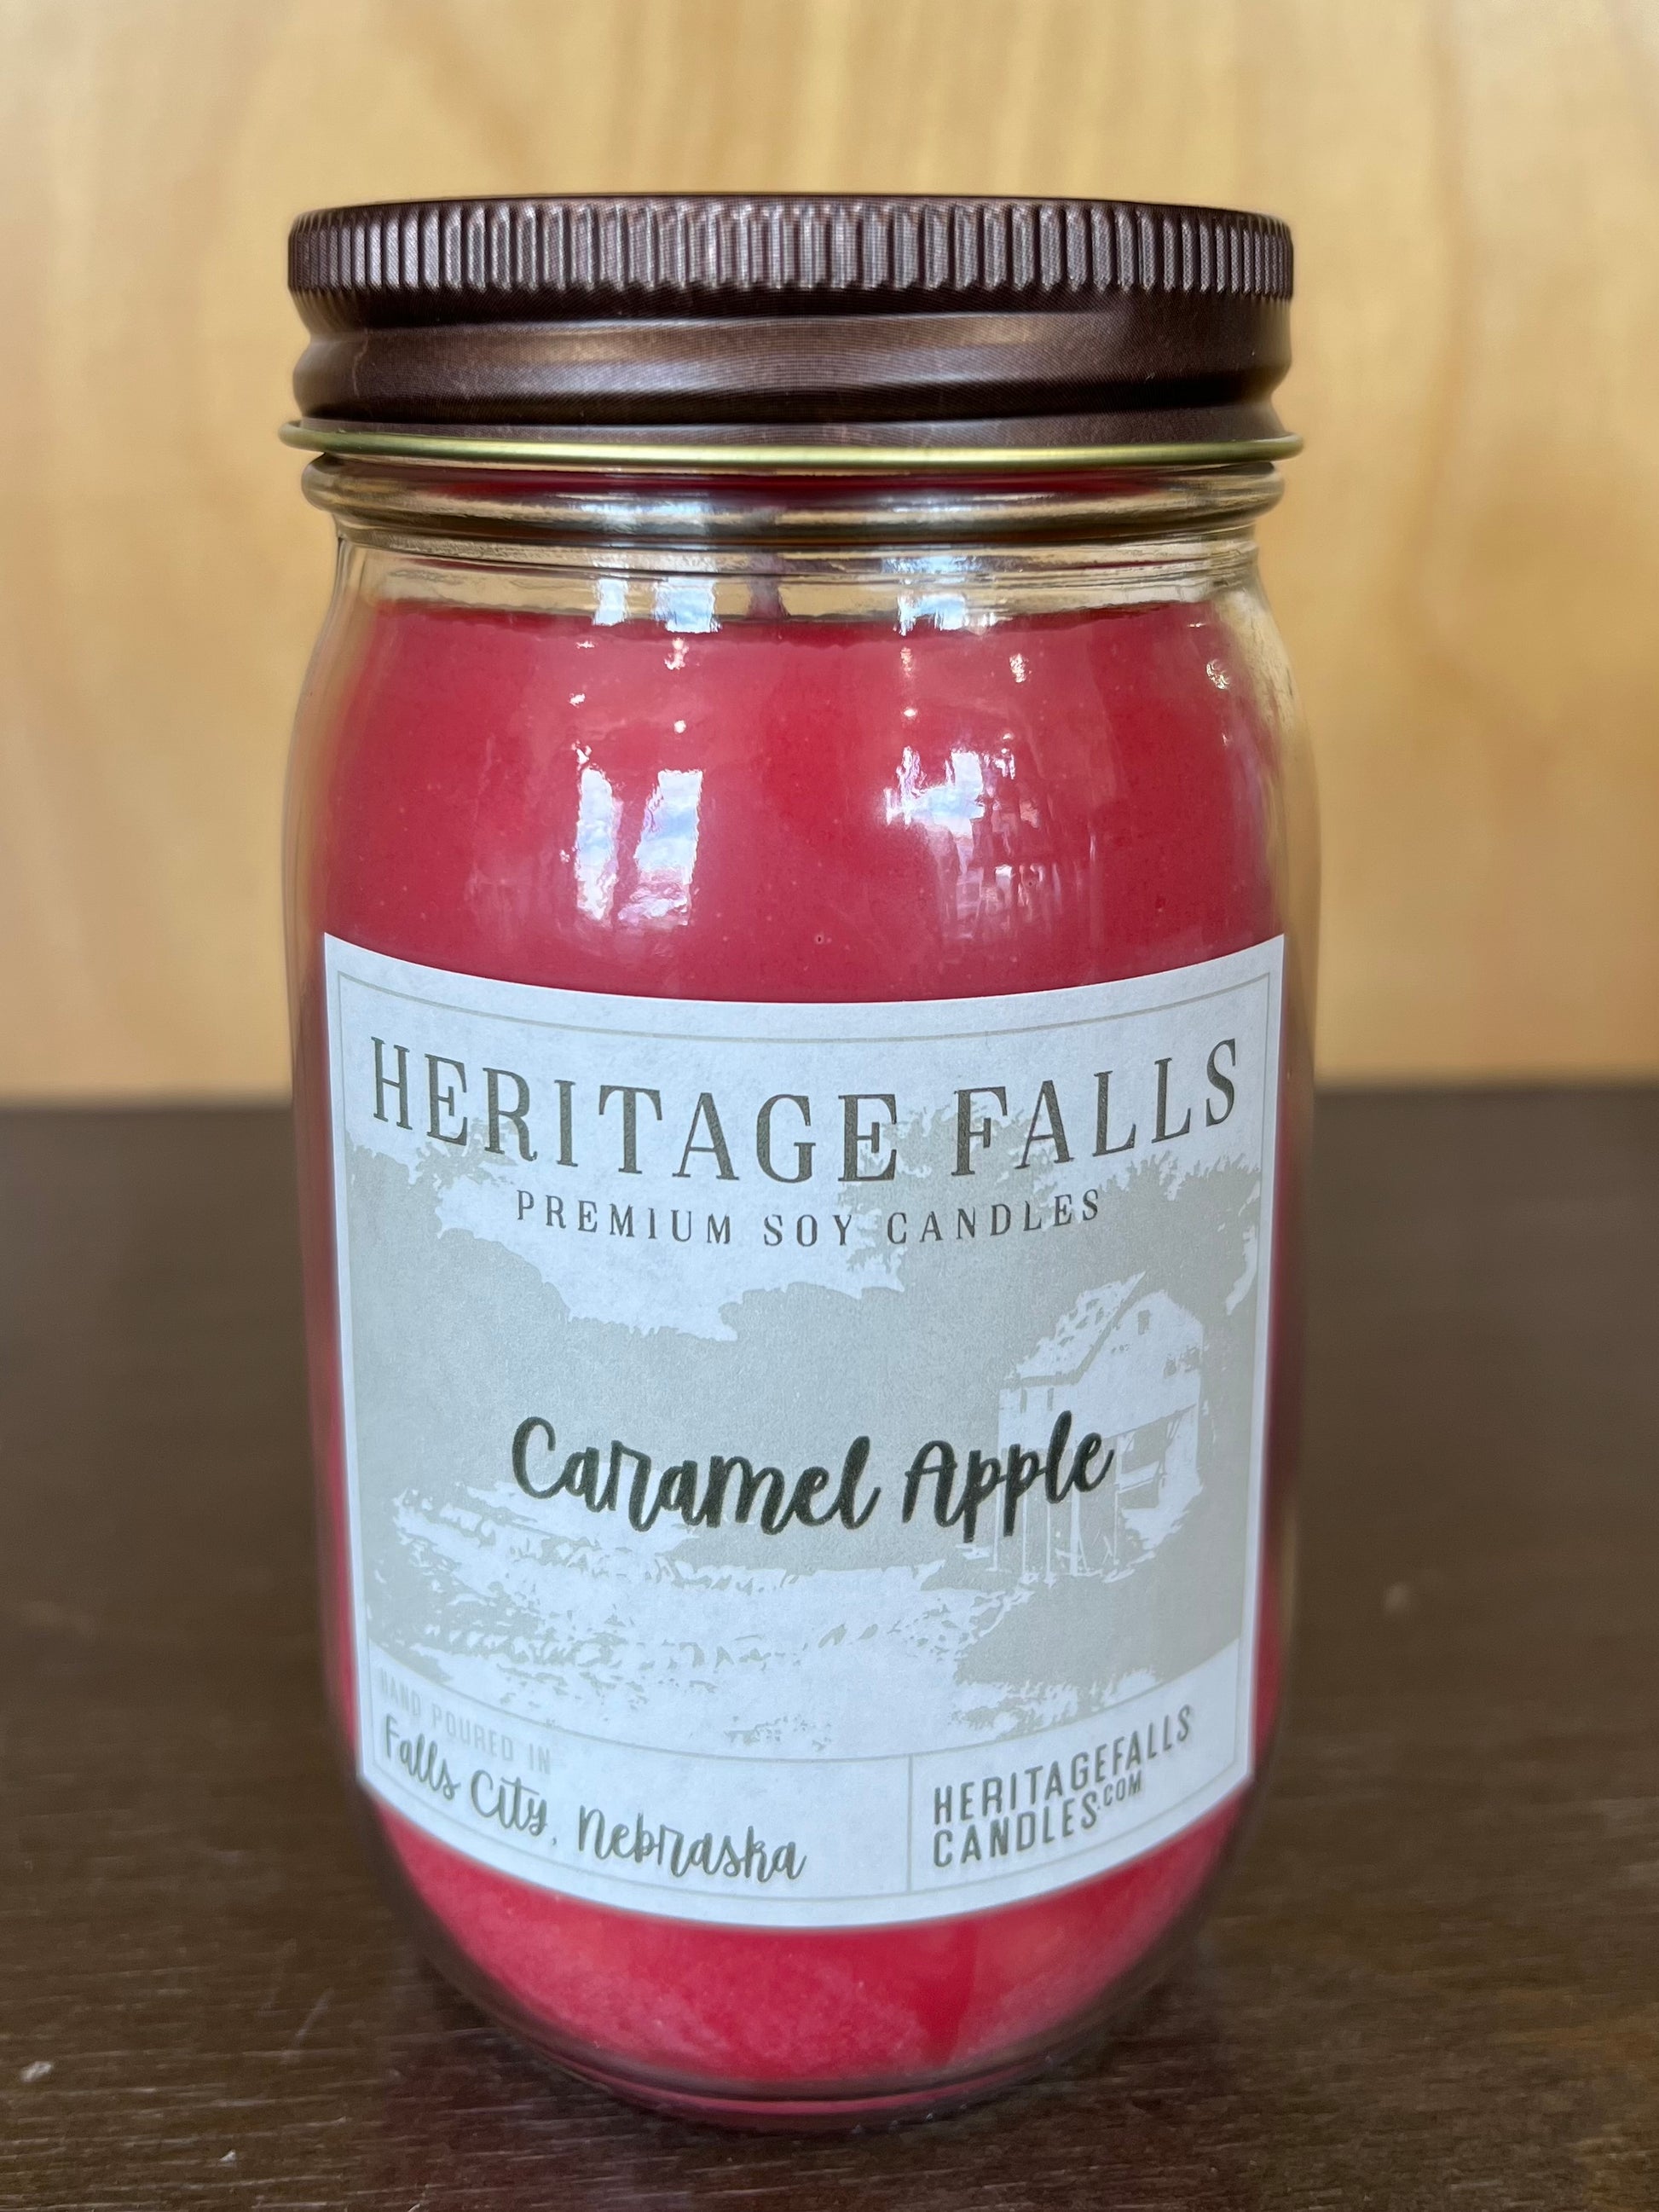 HERITAGE FALLS
PREMIUM SOY CANDLES
Caramel Apple
HAND POURED IN
Falls City, Nebraska
HERITAGEFALLS
CANDLES.COM